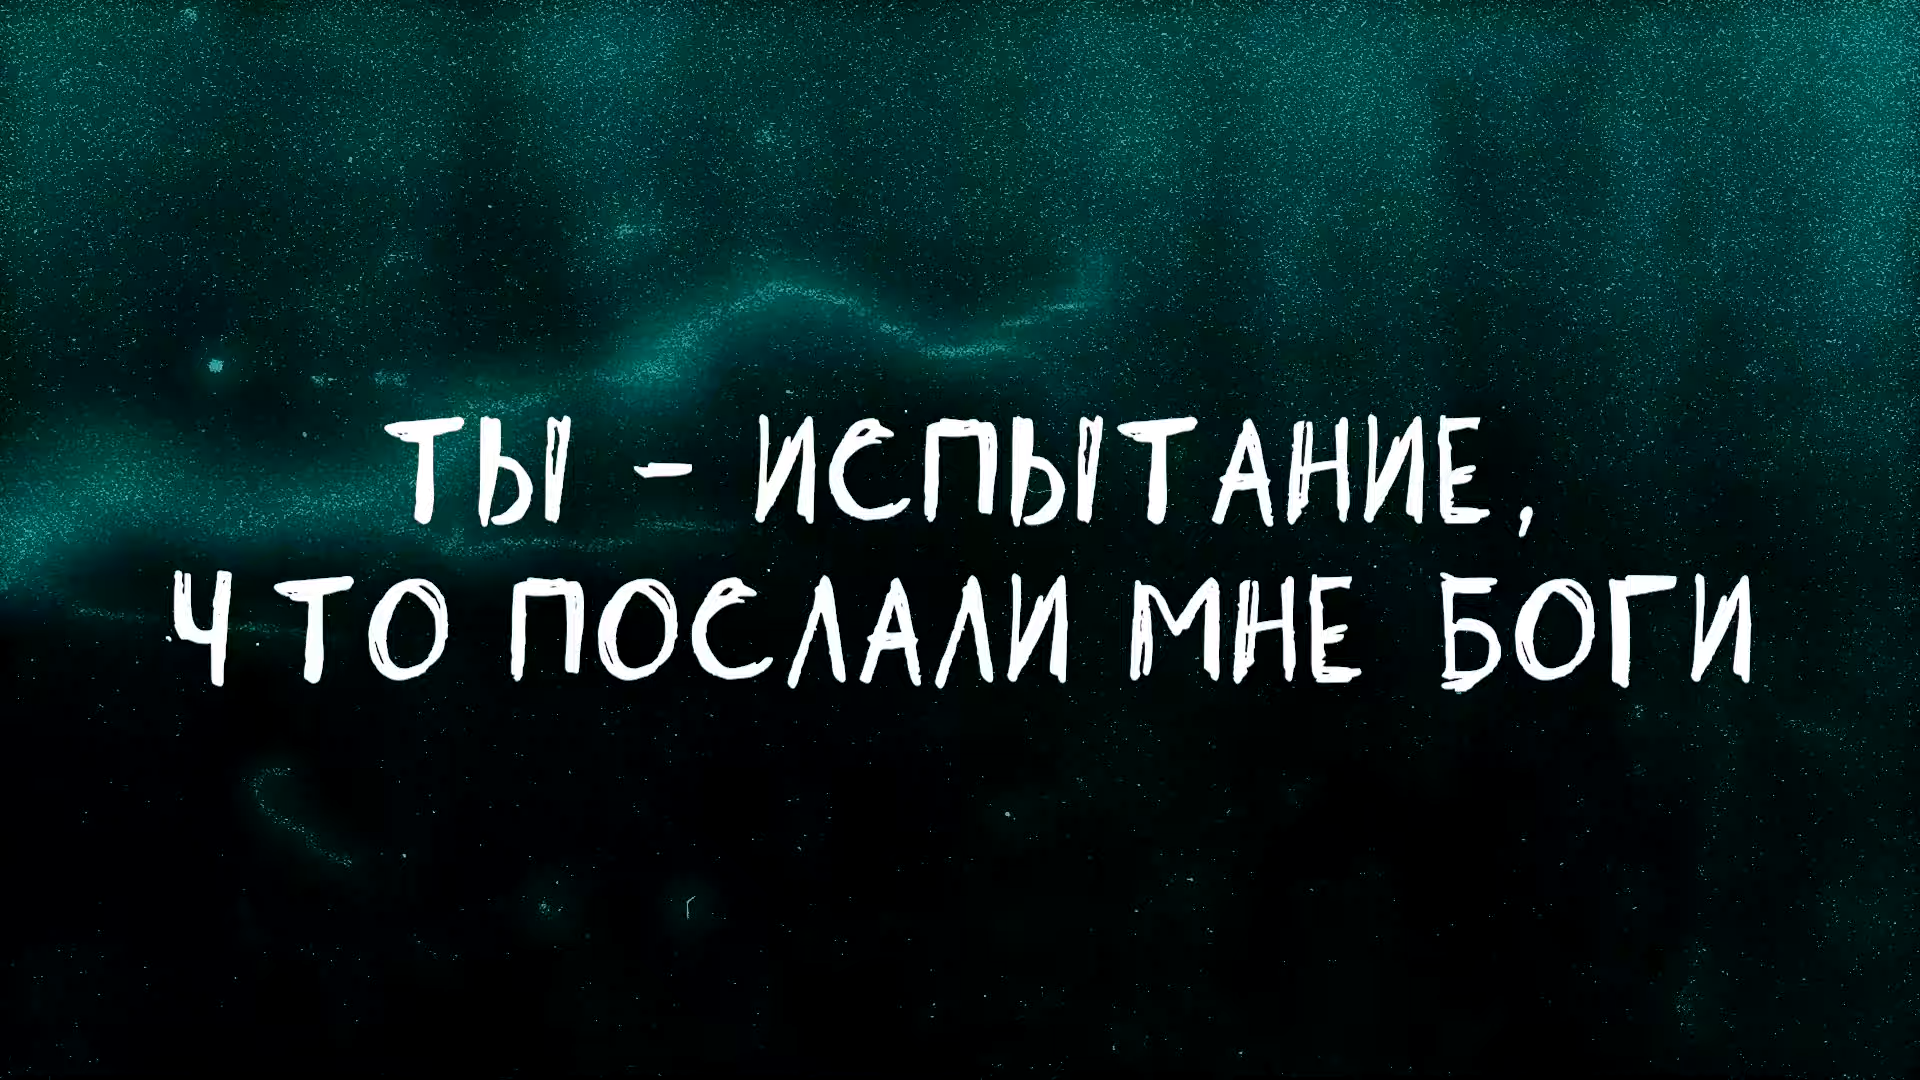 ТЫ - ИСПЫТАНИЕ,
ЧТО ПОСЛАЛИ МНЕ БОГИ